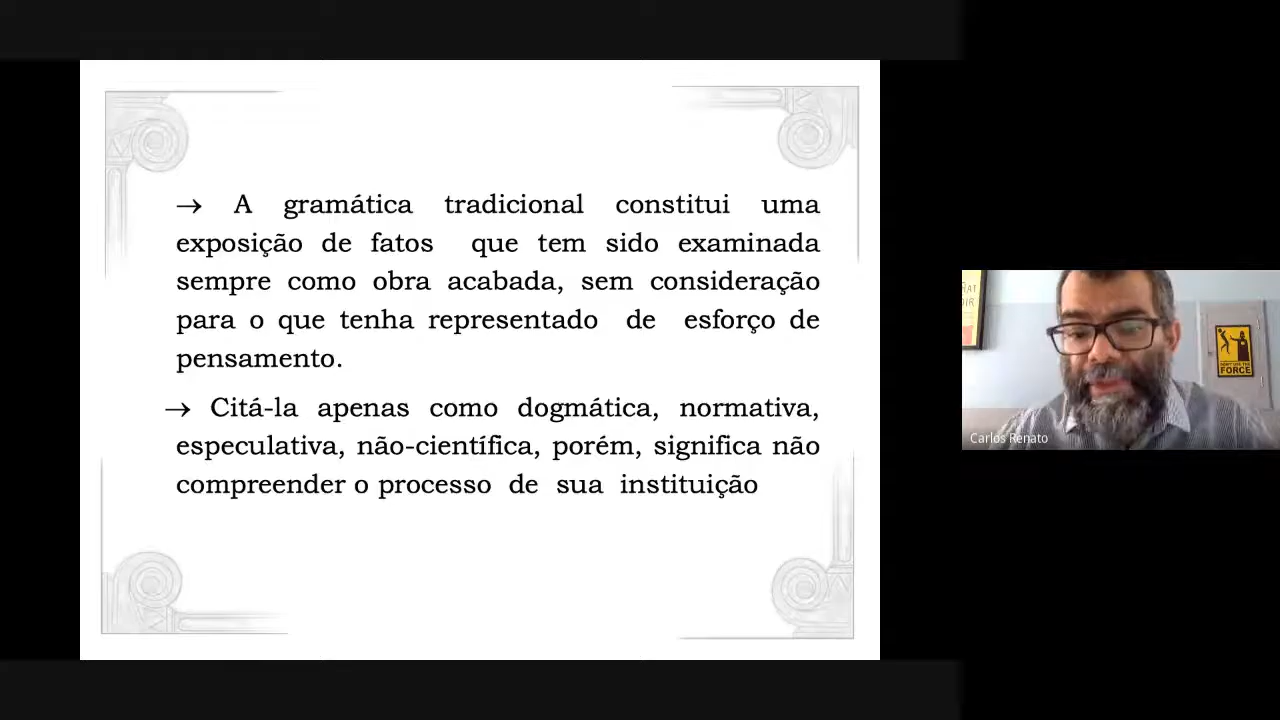 → A gramática tradicional constitui uma
exposição de fatos que tem sido examinada
sempre como obra acabada, sem consideração
para o que tenha representado de esforço de
pensamento.
→ Citá-la apenas como dogmática, normativa,
especulativa, não-científica, porém, significa não
compreender o processo de sua instituição
Carlos Renato
FORCE